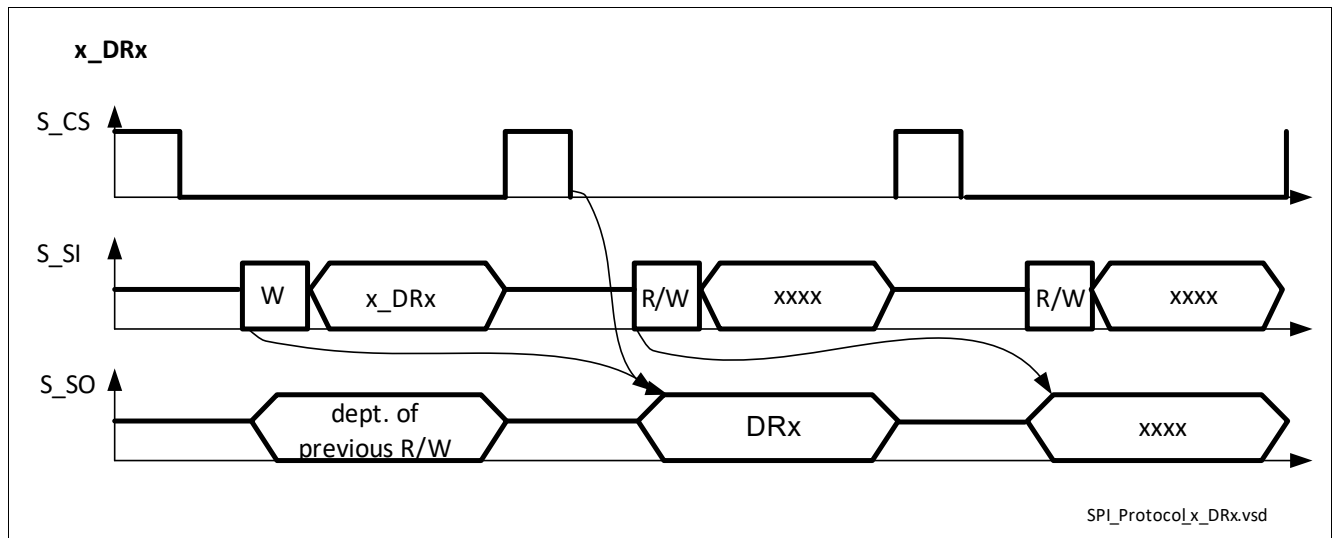 x_DRx
S_CS
S_SI
W
x_DRx
R/W
xxxx
R/W
xxxx
S_SO
dept. of
previous R/W
DRx
xxxx
SPI_Protocol_x_DRx.vsd